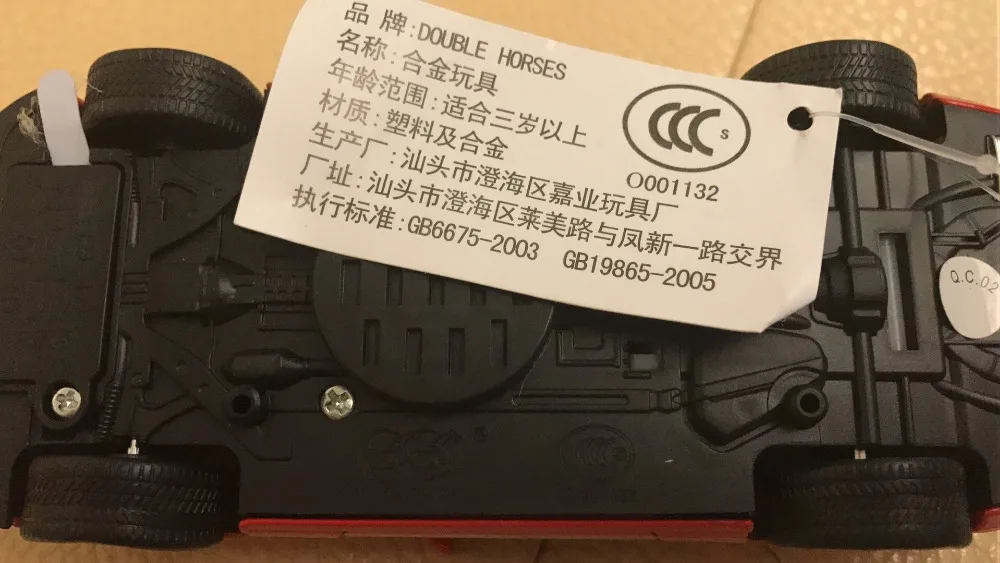 品 牌:DOUBLE HORSES
名称:合金玩具
年龄范围:适合三岁以上
材质:塑料及合金
生产厂:汕头市澄海区嘉业玩具厂
厂址:汕头市澄海区莱美路与凤新一路交界
执行标准:GB6675-2003 GB19865-2005
CCC S
O001132
Q.C.02